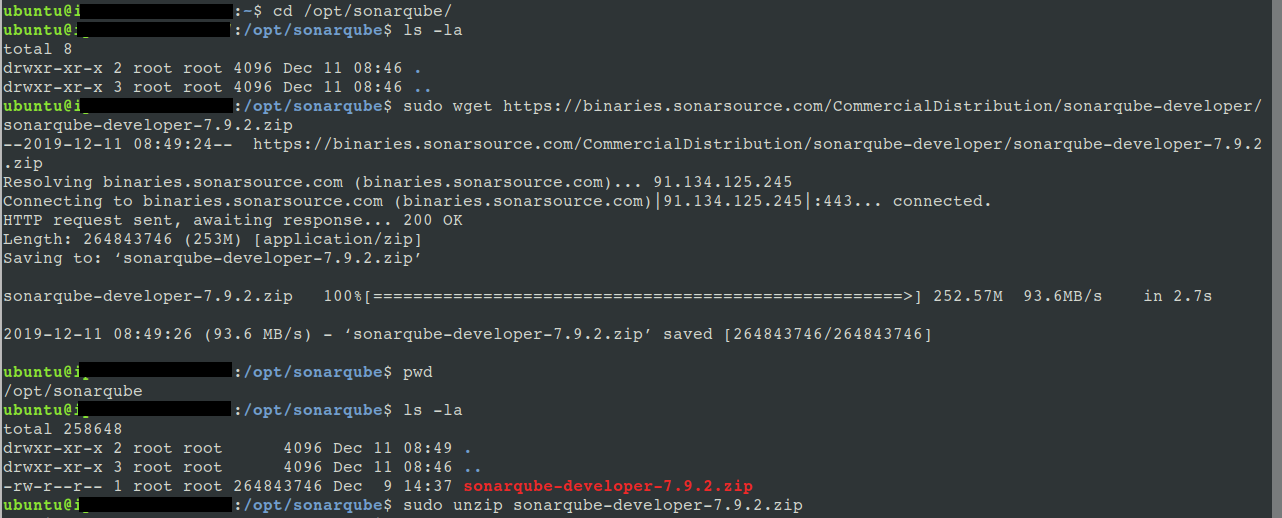 ubuntu@i :~$ cd /opt/sonarqube/
ubuntu@i :/opt/sonarqube$ ls -la
total 8
drwxr-xr-x 2 root root 4096 Dec 11 08:46 .
drwxr-xr-x 3 root root 4096 Dec 11 08:46 ..
ubuntu@i :/opt/sonarqube$ sudo wget https://binaries.sonarsource.com/CommercialDistribution/sonarqube-developer/
sonarqube-developer-7.9.2.zip
--2019-12-11 08:49:24--  https://binaries.sonarsource.com/CommercialDistribution/sonarqube-developer/sonarqube-developer-7.9.2
.zip
Resolving binaries.sonarsource.com (binaries.sonarsource.com)... 91.134.125.245
Connecting to binaries.sonarsource.com (binaries.sonarsource.com)|91.134.125.245|:443... connected.
HTTP request sent, awaiting response... 200 OK
Length: 264843746 (253M) [application/zip]
Saving to: ‘sonarqube-developer-7.9.2.zip’
sonarqube-developer-7.9.2.zip   100%[=====================================================>] 252.57M  93.6MB/s    in 2.7s
2019-12-11 08:49:26 (93.6 MB/s) - ‘sonarqube-developer-7.9.2.zip’ saved [264843746/264843746]
ubuntu@i :/opt/sonarqube$ pwd
/opt/sonarqube
ubuntu@i :/opt/sonarqube$ ls -la
total 258648
drwxr-xr-x 2 root root      4096 Dec 11 08:49 .
drwxr-xr-x 3 root root      4096 Dec 11 08:46 ..
-rw-r--r-- 1 root root 264843746 Dec  9 14:37 sonarqube-developer-7.9.2.zip
ubuntu@i :/opt/sonarqube$ sudo unzip sonarqube-developer-7.9.2.zip